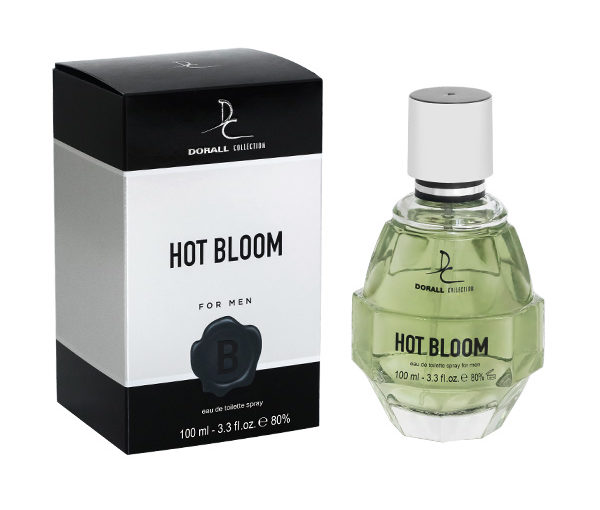 DC
DORALL COLLECTION
HOT BLOOM
FOR MEN
B
eau de toilette spray
100 ml - 3.3 fl.oz. ℮ 80%
DC
DORALL COLLECTION
HOT BLOOM
eau de toilette spray for men
100 ml - 3.3 fl.oz. ℮ 80%